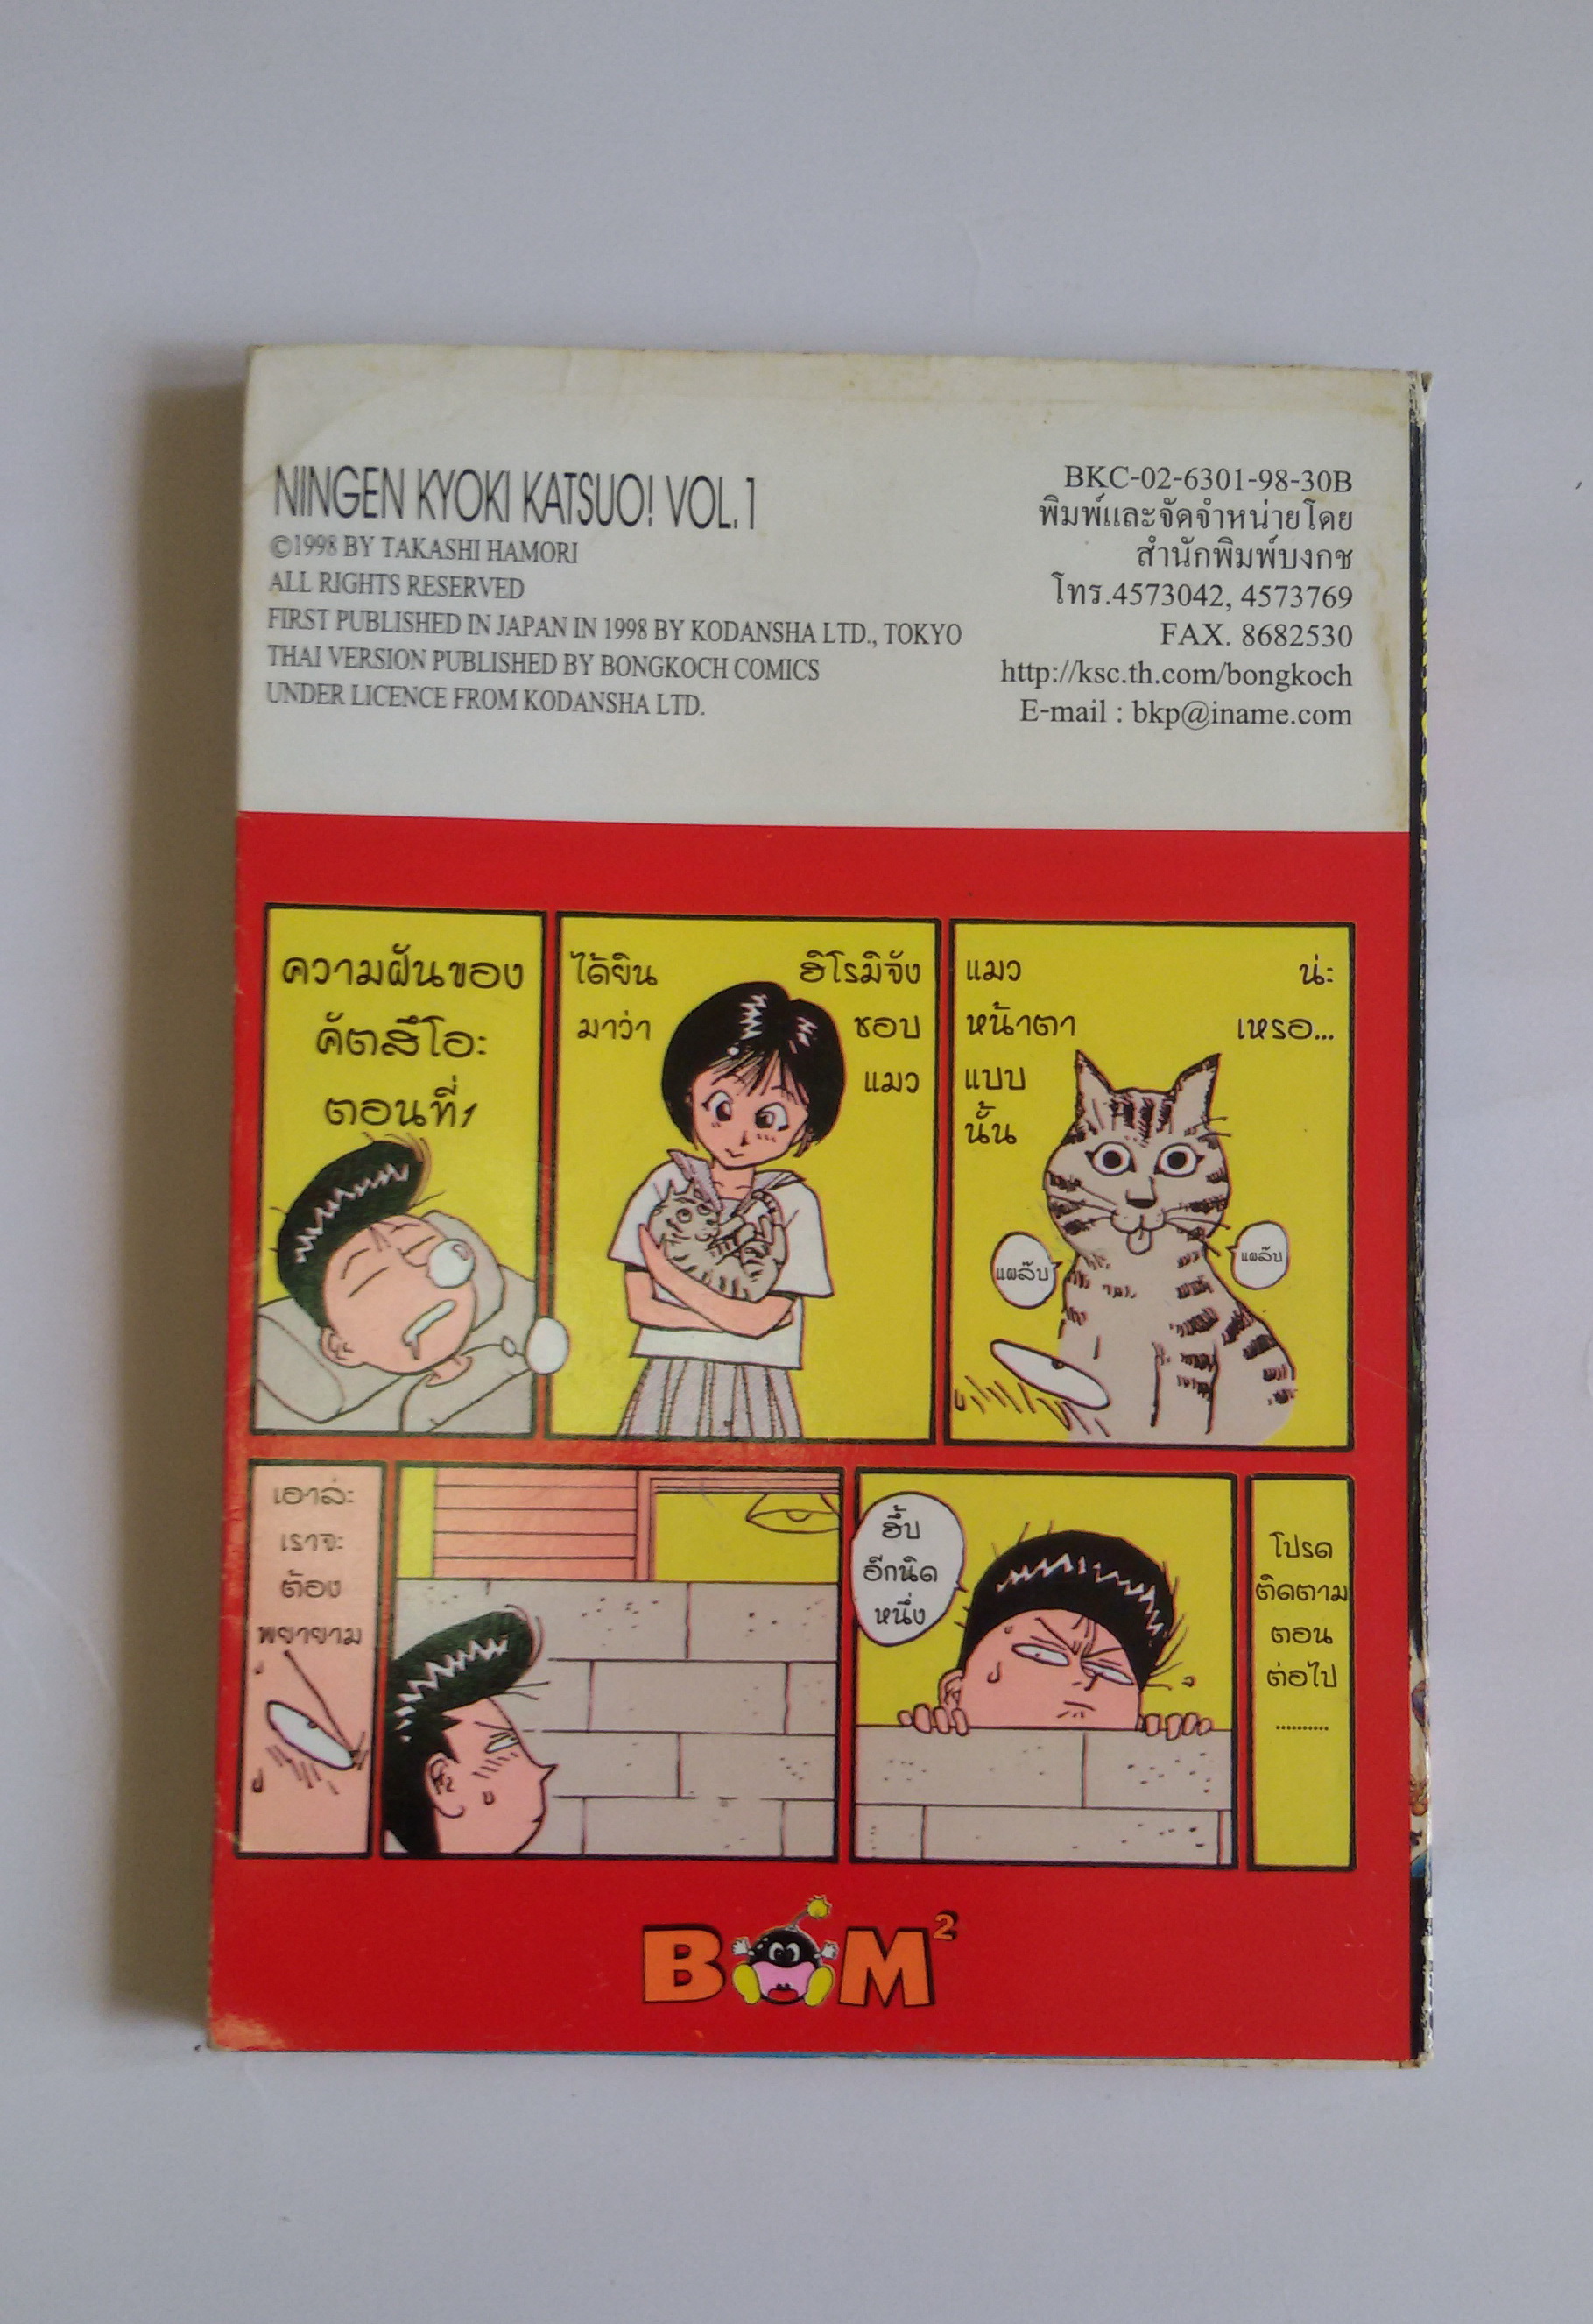 NINGEN KYOKI KATSUO! VOL.1
©1998 BY TAKASHI HAMORI
ALL RIGHTS RESERVED
FIRST PUBLISHED IN JAPAN IN 1998 BY KODANSHA LTD., TOKYO
THAI VERSION PUBLISHED BY BONGKOCH COMICS
UNDER LICENCE FROM KODANSHA LTD.
BKC-02-6301-98-30B
พิมพ์และจัดจำหน่ายโดย
สำนักพิมพ์บงกช
โทร.4573042, 4573769
FAX. 8682530
http://ksc.th.com/bongkoch
E-mail : bkp@iname.com
ความฝันของ
คัตสึโอะ
ตอนที่1
ได้ยิน
มาว่า
ฮิโรมิจัง
ชอบ
แมว
แมว
หน้าตา
แบบ
นั้น
น่ะ
เหรอ...
แผล๊บ
แผล๊บ
เอาล่ะ
เราจะ
ต้อง
พยายาม
ฮึ้บ
อีกนิด
หนึ่ง
โปรด
ติดตาม
ตอน
ต่อไป
..........
BOM²